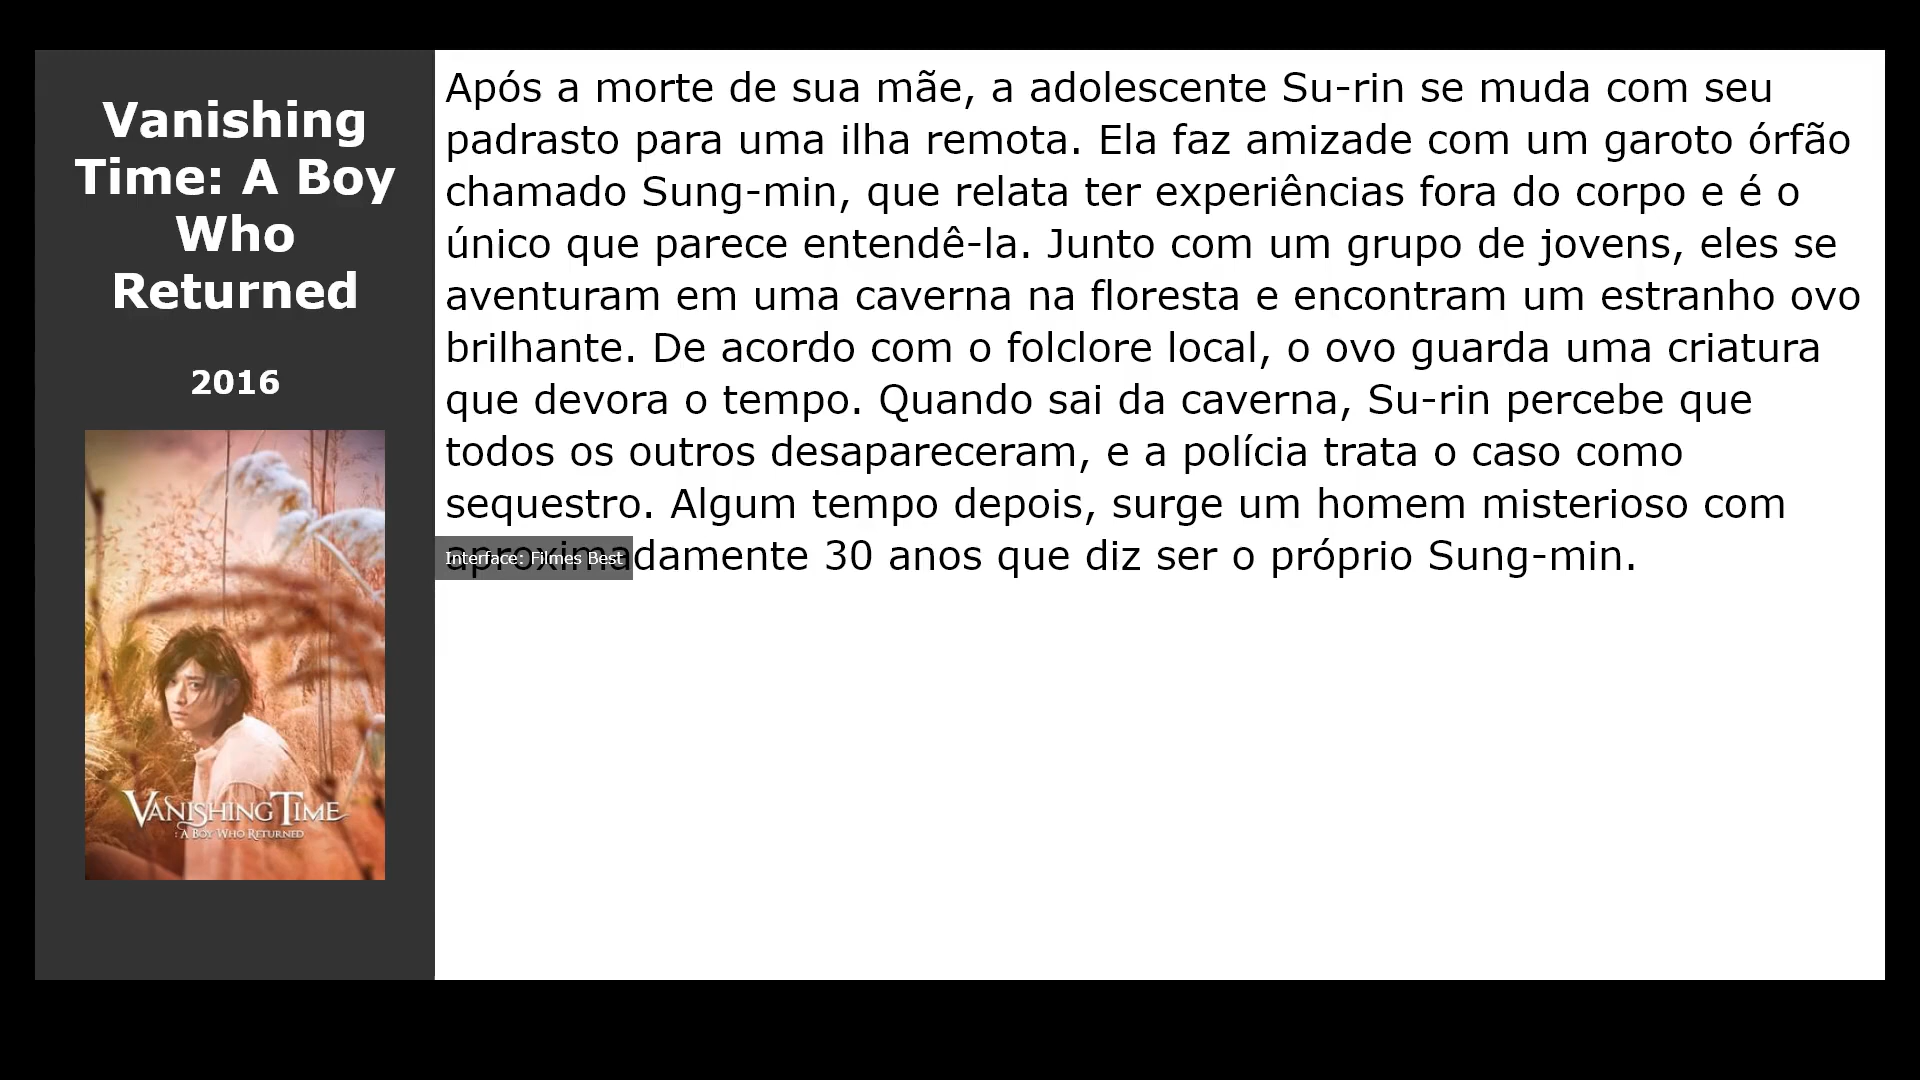 Vanishing
Time: A Boy
Who
Returned
2016
VANISHING TIME
: A BOY WHO RETURNED
Após a morte de sua mãe, a adolescente Su-rin se muda com seu
padrasto para uma ilha remota. Ela faz amizade com um garoto órfão
chamado Sung-min, que relata ter experiências fora do corpo e é o
único que parece entendê-la. Junto com um grupo de jovens, eles se
aventuram em uma caverna na floresta e encontram um estranho ovo
brilhante. De acordo com o folclore local, o ovo guarda uma criatura
que devora o tempo. Quando sai da caverna, Su-rin percebe que
todos os outros desapareceram, e a polícia trata o caso como
sequestro. Algum tempo depois, surge um homem misterioso com
aproximadamente 30 anos que diz ser o próprio Sung-min.
Interface: Filmes Best